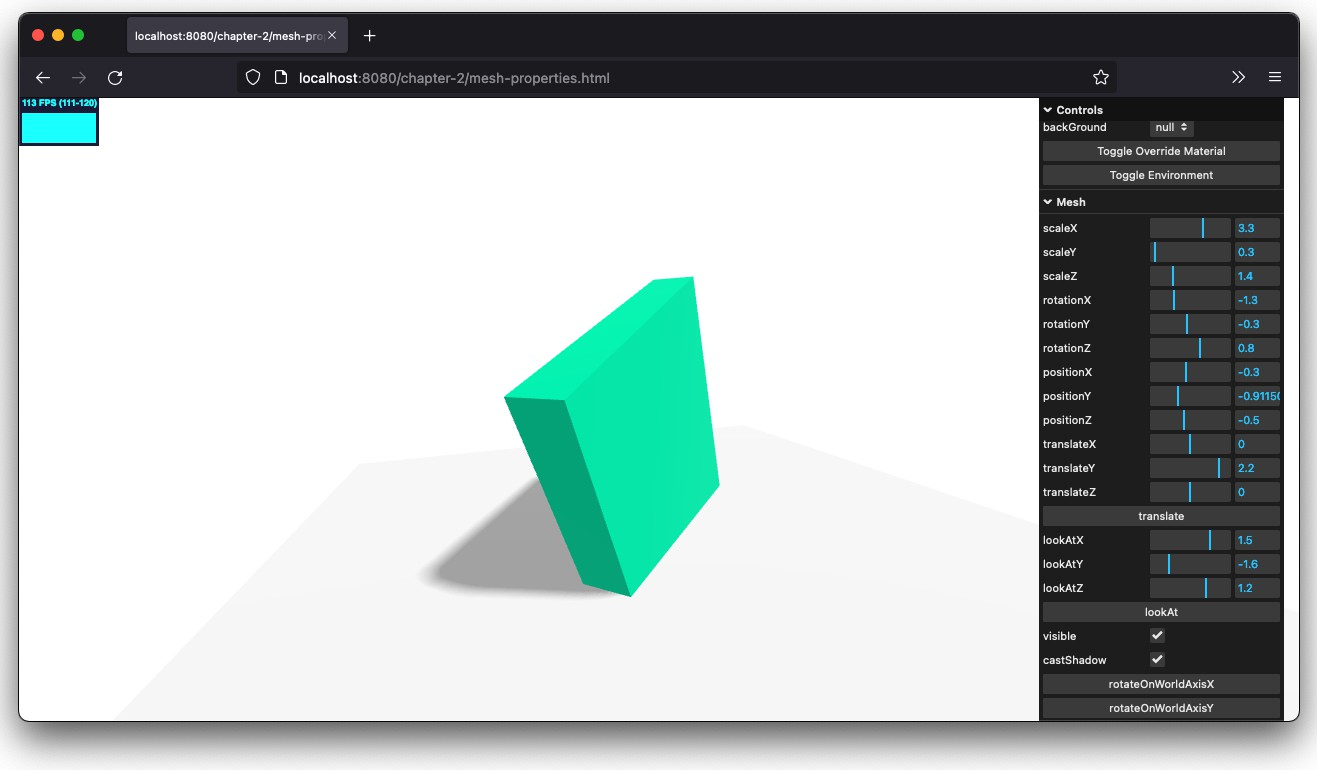 localhost:8080/chapter-2/mesh-pro
localhost:8080/chapter-2/mesh-properties.html
113 FPS (111-120)
Controls
backGround null
Toggle Override Material
Toggle Environment
Mesh
scaleX 3.3
scaleY 0.3
scaleZ 1.4
rotationX -1.3
rotationY -0.3
rotationZ 0.8
positionX -0.3
positionY -0.91150
positionZ -0.5
translateX 0
translateY 2.2
translateZ 0
translate
lookAtX 1.5
lookAtY -1.6
lookAtZ 1.2
lookAt
visible
castShadow
rotateOnWorldAxisX
rotateOnWorldAxisY